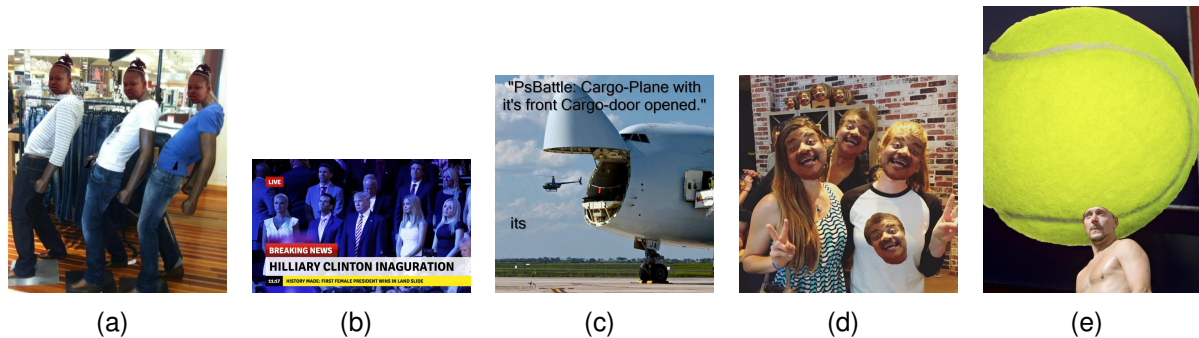 LIVE
BREAKING NEWS
HILLIARY CLINTON INAGURATION
11:17 HISTORY MADE: FIRST FEMALE PRESIDENT WINS IN LAND SLIDE
"PsBattle: Cargo-Plane with
it's front Cargo-door opened."
its
(a)
(b)
(c)
(d)
(e)